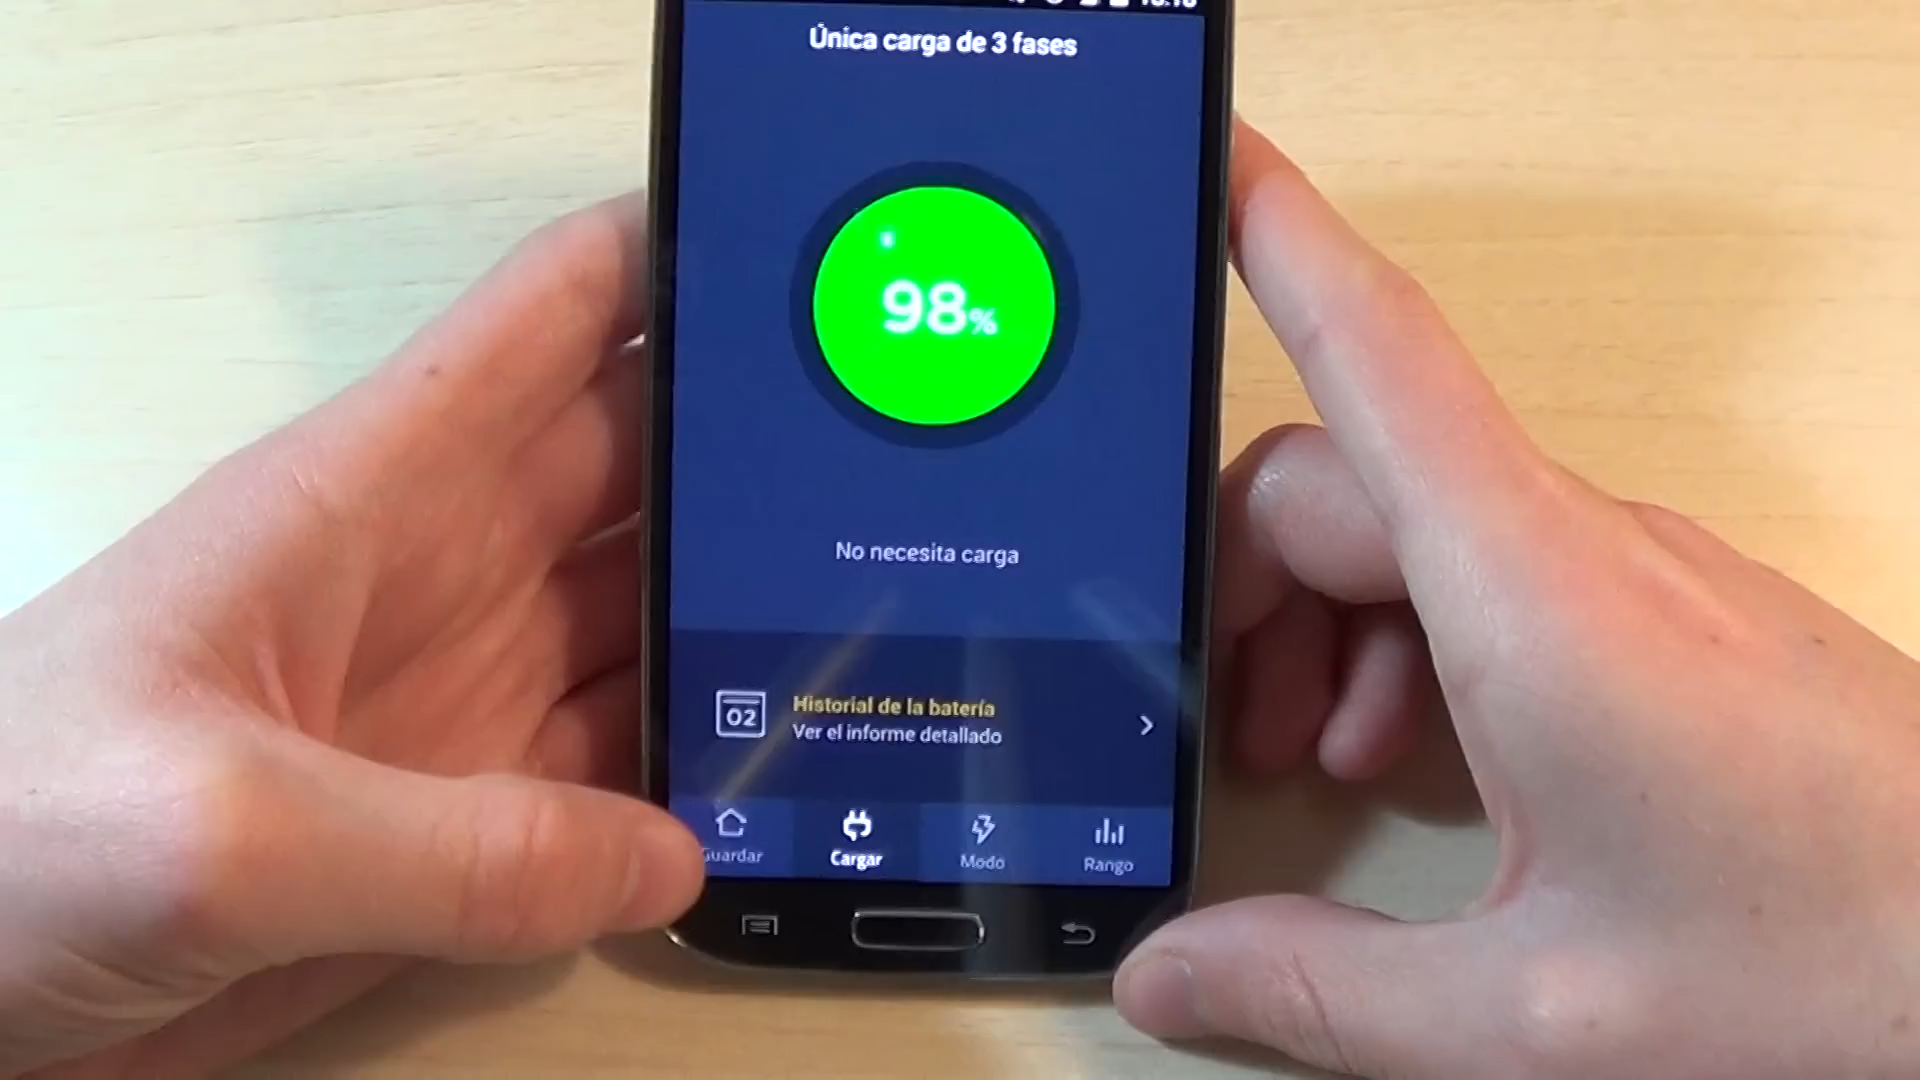 Única carga de 3 fases
98%
No necesita carga
02
Historial de la batería
Ver el informe detallado
Guardar
Cargar
Modo
Rango